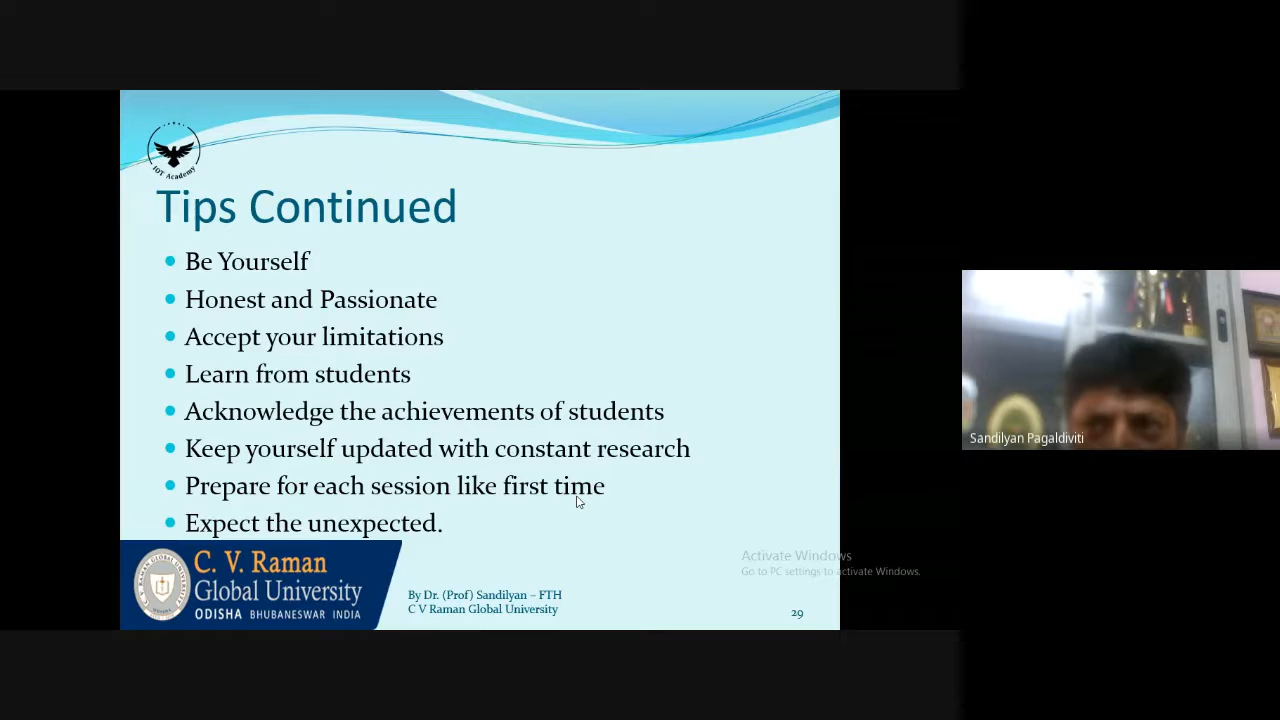 IOT Academy
Tips Continued
Be Yourself
Honest and Passionate
Accept your limitations
Learn from students
Acknowledge the achievements of students
Keep yourself updated with constant research
Prepare for each session like first time
Expect the unexpected.
C. V. Raman
Global University
ODISHA BHUBANESWAR INDIA
By Dr. (Prof) Sandilyan – FTH
C V Raman Global University
29
Activate Windows
Go to PC settings to activate Windows.
Sandilyan Pagaldiviti